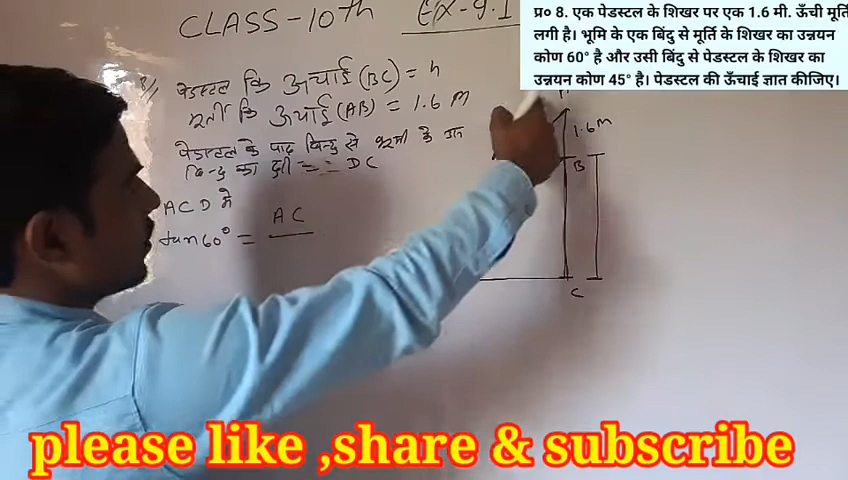 CLASS-10th EX-9.1
प्र० 8. एक पेडस्टल के शिखर पर एक 1.6 मी. ऊँची मूर्ति
लगी है। भूमि के एक बिंदु से मूर्ति के शिखर का उन्नयन
कोण 60° है और उसी बिंदु से पेडस्टल के शिखर का
उन्नयन कोण 45° है। पेडस्टल की ऊँचाई ज्ञात कीजिए।
8) पेडस्टल कि ऊचाई (BC) = h
मूर्ती कि ऊचाई (AB) = 1.6 M
पेडास्टल के पाद बिन्दु से भूमी के उस
बिन्दु का दुरी = = DC
ACD मे
tan60° = AC
1.6M
B
C
please like ,share & subscribe